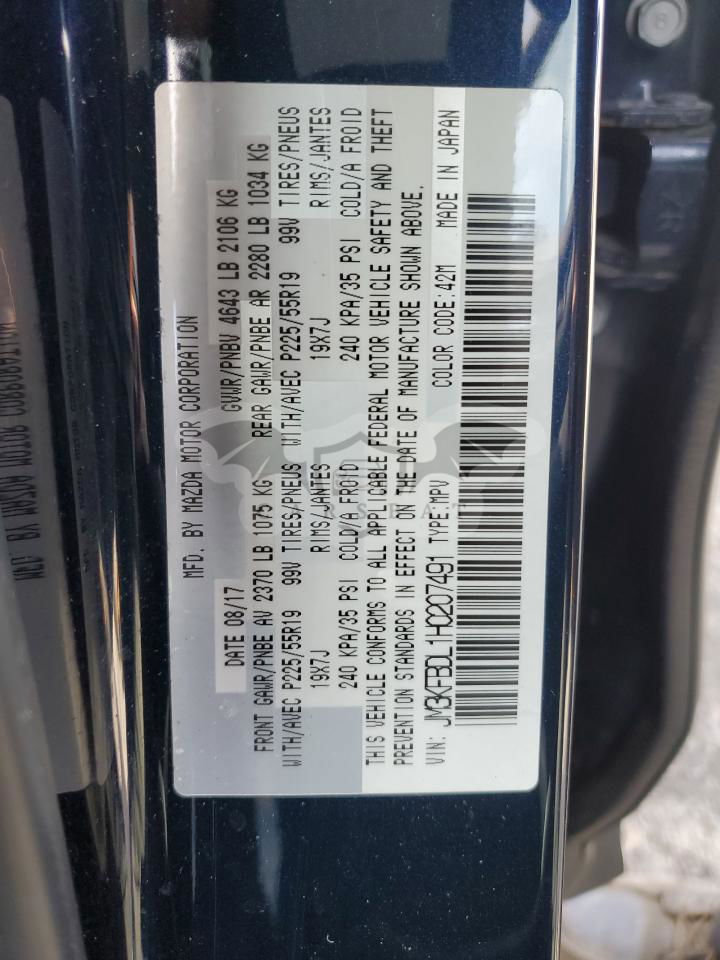 MFD. BY MAZDA MOTOR CORPORATION
DATE 08/17 GVWR/PNBV 4643 LB 2106 KG
FRONT GAWR/PNBE AV 2370 LB 1075 KG REAR GAWR/PNBE AR 2280 LB 1034 KG
WITH/AVEC P225/55R19 99V TIRES/PNEUS WITH/AVEC P225/55R19 99V TIRES/PNEUS
19X7J RIMS/JANTES 19X7J RIMS/JANTES
240 KPA/35 PSI COLD/A FROID 240 KPA/35 PSI COLD/A FROID
THIS VEHICLE CONFORMS TO ALL APPLICABLE FEDERAL MOTOR VEHICLE SAFETY AND THEFT
PREVENTION STANDARDS IN EFFECT ON THE DATE OF MANUFACTURE SHOWN ABOVE.
VIN: JM3KFBDL1H0207491 TYPE:MPV COLOR CODE:42M MADE IN JAPAN
8